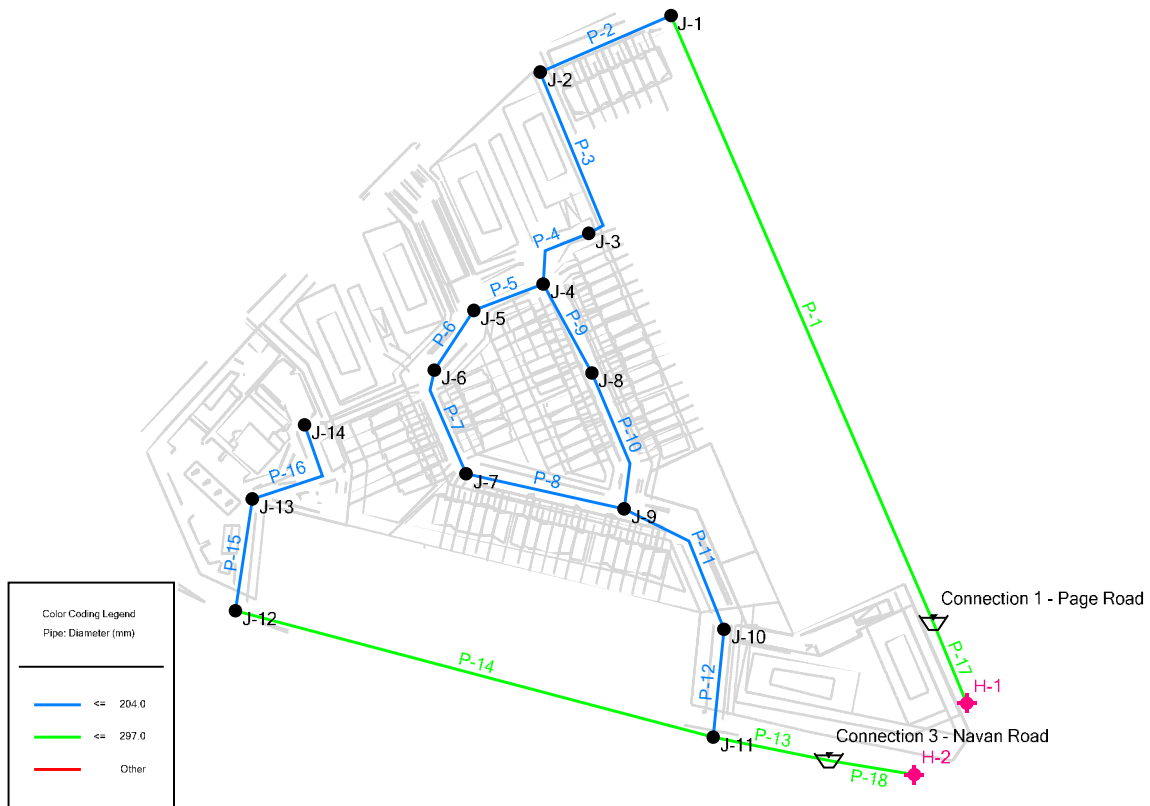 J-1
P-2
J-2
P-3
P-4
J-3
P-5
J-4
J-5
P-9
P-1
P-6
J-6
J-8
P-7
P-10
J-14
P-16
J-7
P-8
J-13
J-9
P-11
P-15
Connection 1 - Page Road
J-12
J-10
P-17
P-14
P-12
H-1
J-11
P-13
Connection 3 - Navan Road
H-2
P-18
Color Coding Legend
Pipe: Diameter (mm)
<= 204.0
<= 297.0
Other